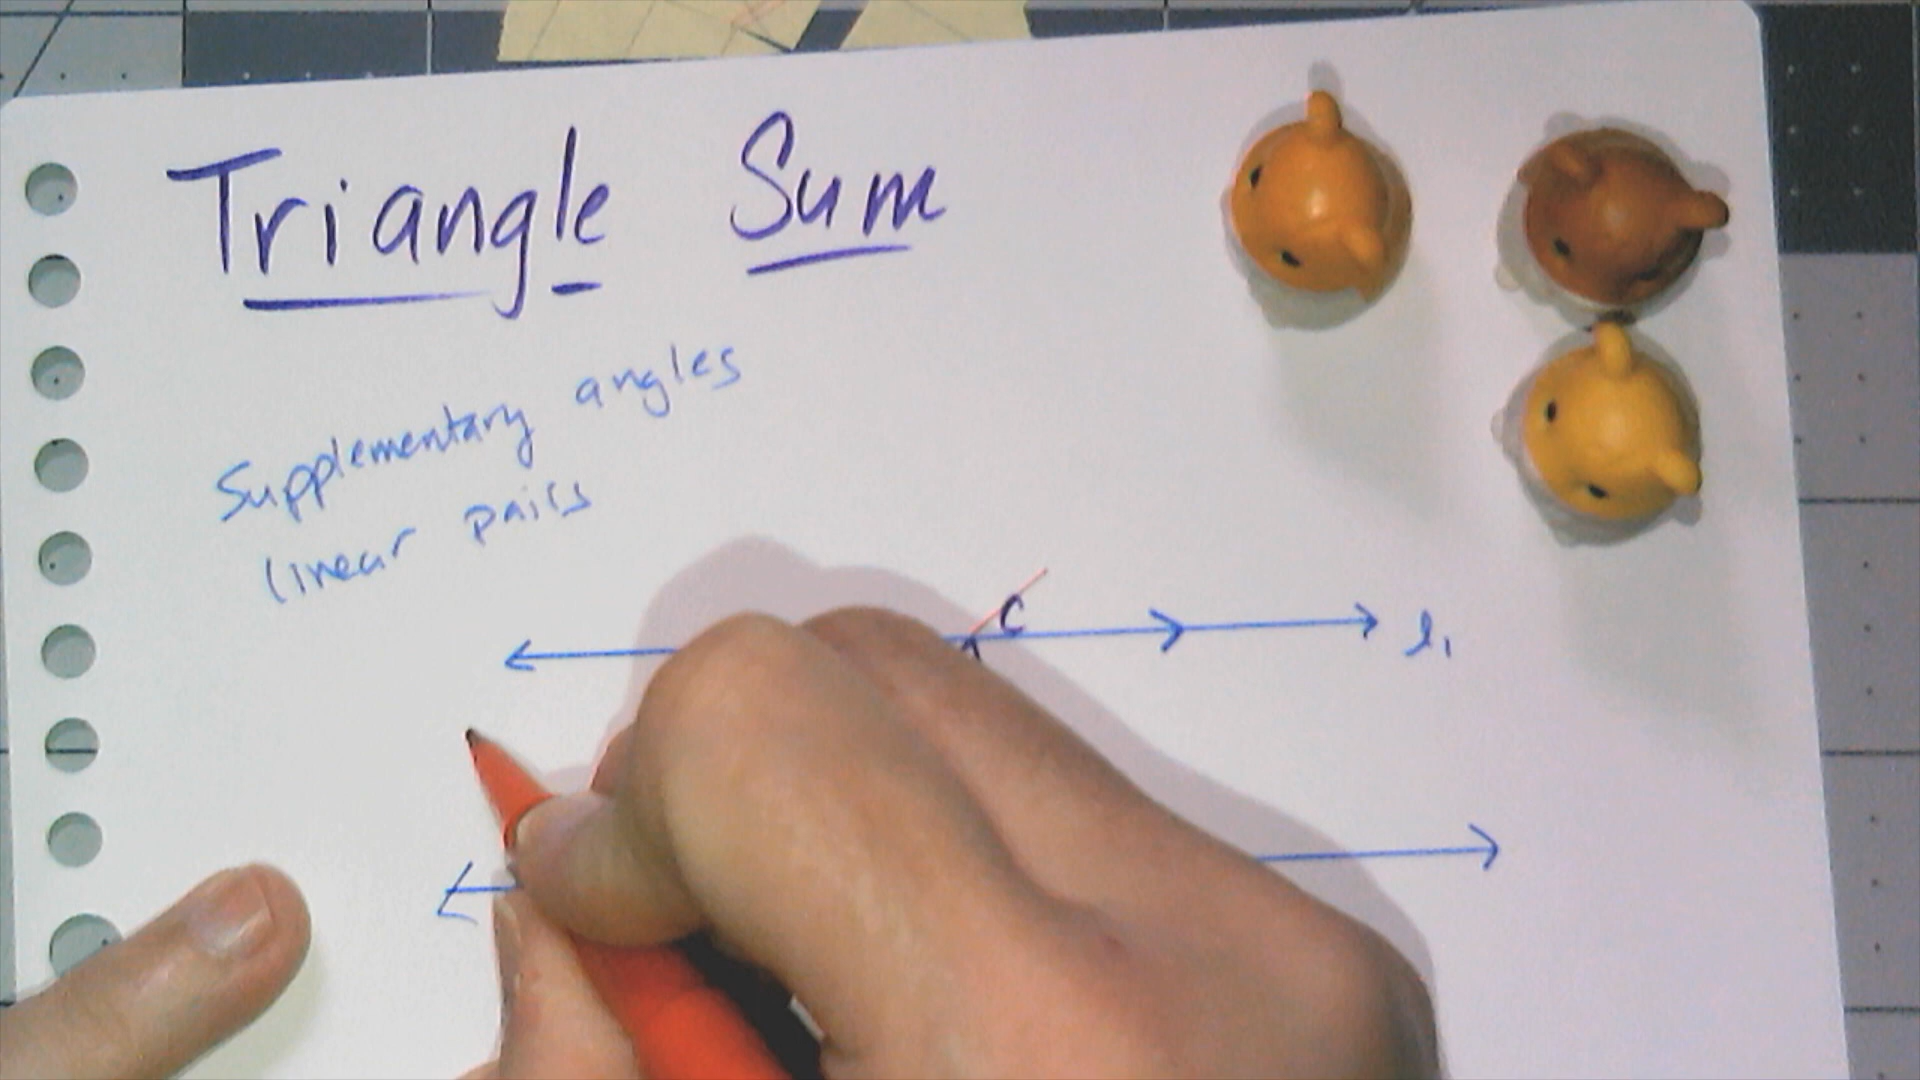 Triangle Sum
Supplementary angles
linear pairs
C
l₁